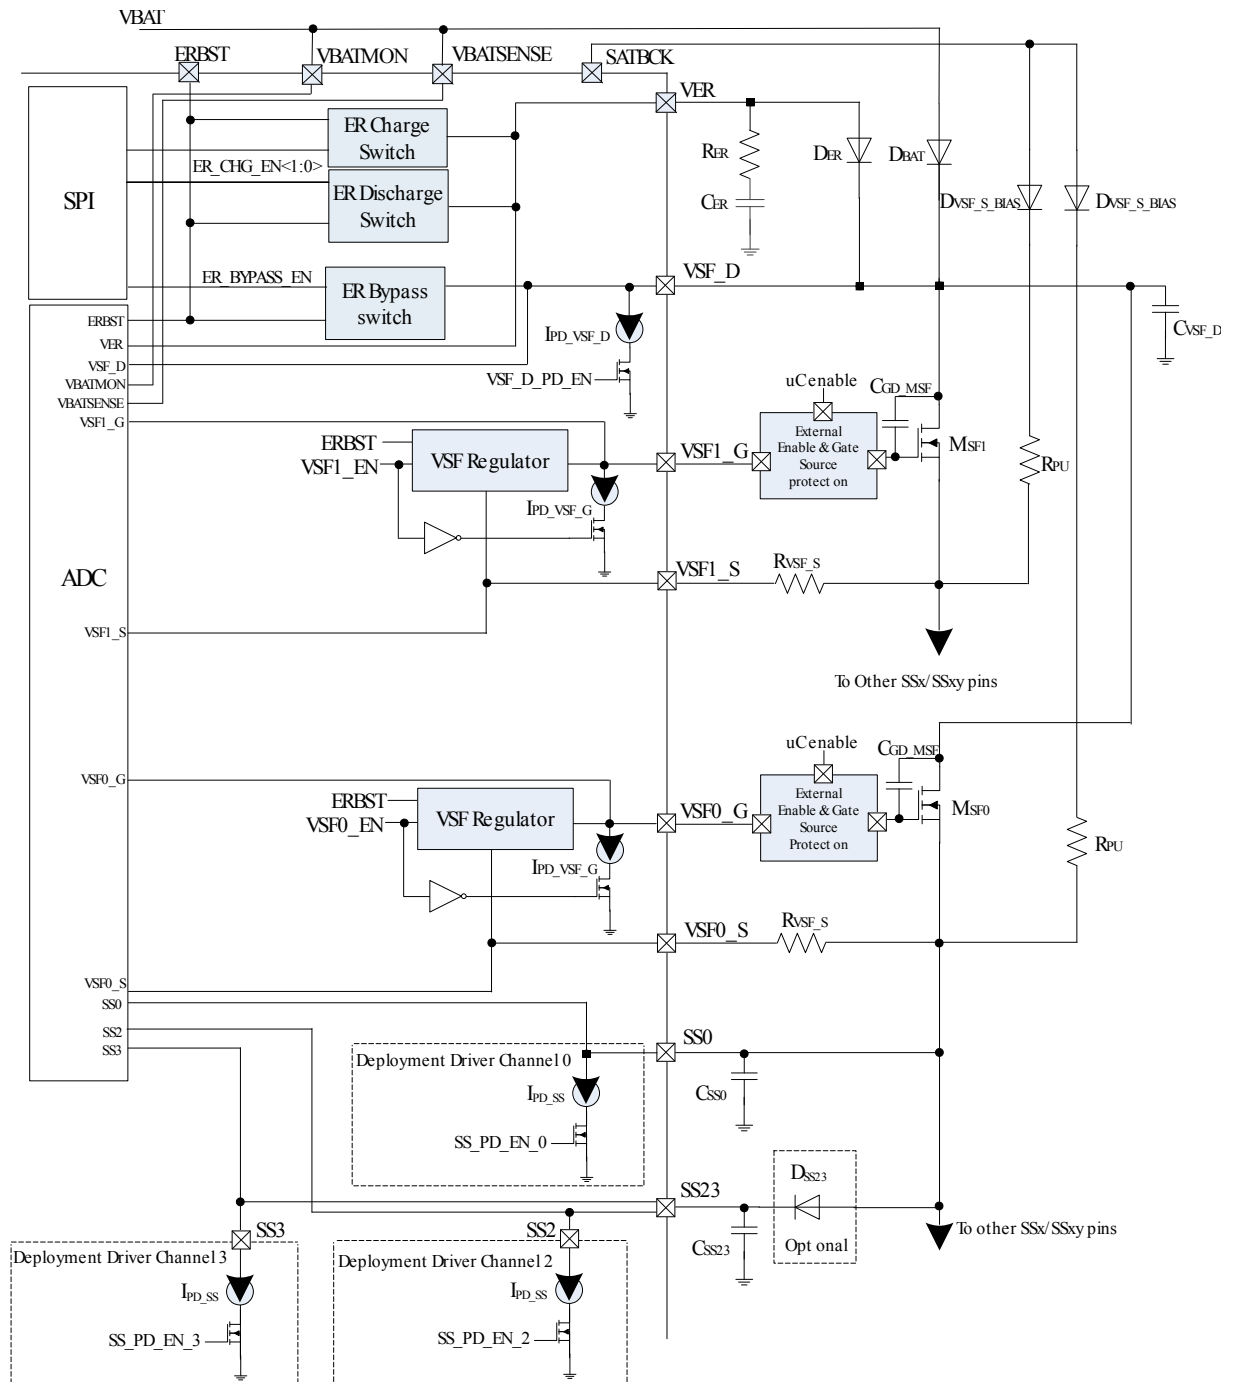 VBAT
ERBST
VBATMON
VBATSENSE
SATBCK
VER
SPI
ER Charge
Switch
ER_CHG_EN<1:0>
ER Discharge
Switch
ER_BYPASS_EN
ER Bypass
switch
RER
CER
DER
DBAT
DVSF_S_BIAS
DVSF_S_BIAS
VSF_D
CVSF_D
IPD_VSF_D
VSF_D_PD_EN
ERBST
VER
VSF_D
VBATMON
VBATSENSE
VSF1_G
ADC
VSF1_S
VSF0_G
VSF0_S
SS0
SS2
SS3
ERBST
VSF1_EN
VSF Regulator
IPD_VSF_G
VSF1_G
uCenable
External
Enable & Gate
Source
protect on
CGD_MSF
MSF1
RPU
VSF1_S
RVSF_S
To Other SSx/SSxy pins
ERBST
VSF0_EN
VSF Regulator
IPD_VSF_G
VSF0_G
uCenable
External
Enable & Gate
Source
Protect on
CGD_MSF
MSF0
RPU
VSF0_S
RVSF_S
Deployment Driver Channel 0
IPD_SS
SS_PD_EN_0
SS0
CSS0
SS23
CSS23
DSS23
Opt onal
To other SSx/SSxy pins
SS3
Deployment Driver Channel 3
IPD_SS
SS_PD_EN_3
SS2
Deployment Driver Channel 2
IPD_SS
SS_PD_EN_2